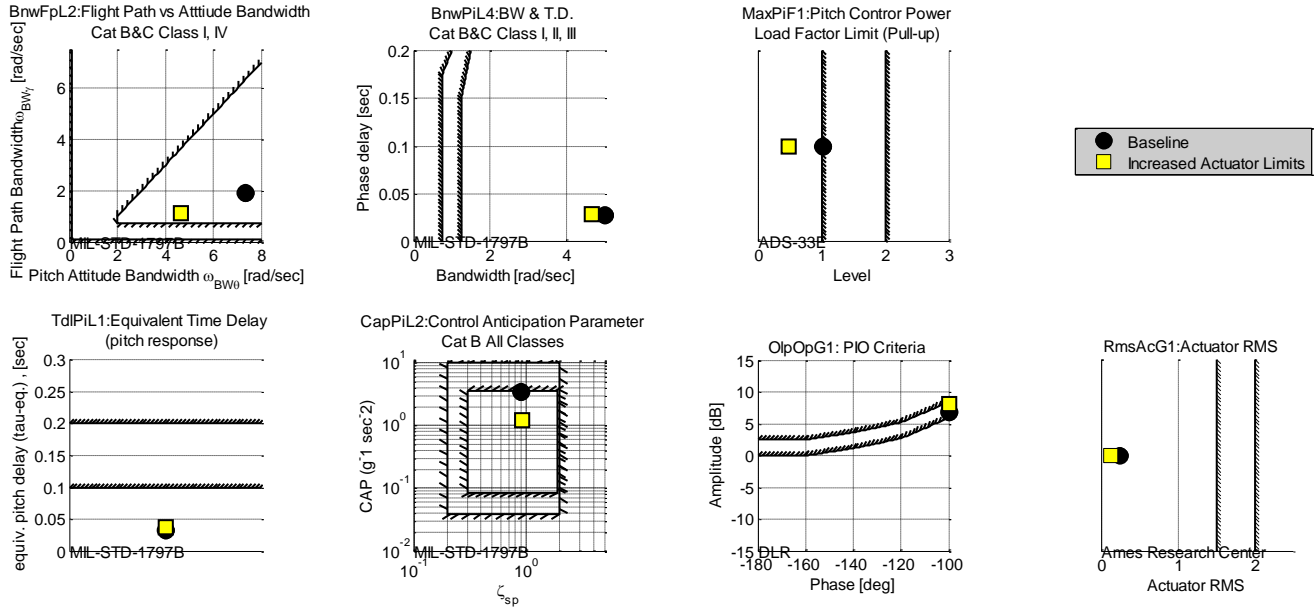 BnwFpL2:Flight Path vs Atttiude Bandwidth
Cat B&C Class I, IV
Flight Path Bandwidthω_BWγ [rad/sec]
6
4
2
0
0 2 4 6 8
MIL-STD-1797B
Pitch Attitude Bandwidth ω_BWθ [rad/sec]
BnwPiL4:BW & T.D.
Cat B&C Class I, II, III
Phase delay [sec]
0.2
0.15
0.1
0.05
0
0 2 4
MIL-STD-1797B
Bandwidth [rad/sec]
MaxPiF1:Pitch Control Power
Load Factor Limit (Pull-up)
ADS-33E
0 1 2 3
Level
Baseline
Increased Actuator Limits
TdlPiL1:Equivalent Time Delay
(pitch response)
equiv. pitch delay (tau-eq.) , [sec]
0.3
0.25
0.2
0.15
0.1
0.05
0
MIL-STD-1797B
CapPiL2:Control Anticipation Parameter
Cat B All Classes
CAP (g^-1 sec^-2)
10^1
10^0
10^-1
10^-2
MIL-STD-1797B
10^-1 10^0
ζ_sp
OlpOpG1: PIO Criteria
Amplitude [dB]
15
10
5
0
-5
-10
-15
DLR
-180 -160 -140 -120 -100
Phase [deg]
RmsAcG1:Actuator RMS
Ames Research Center
0 1 2
Actuator RMS